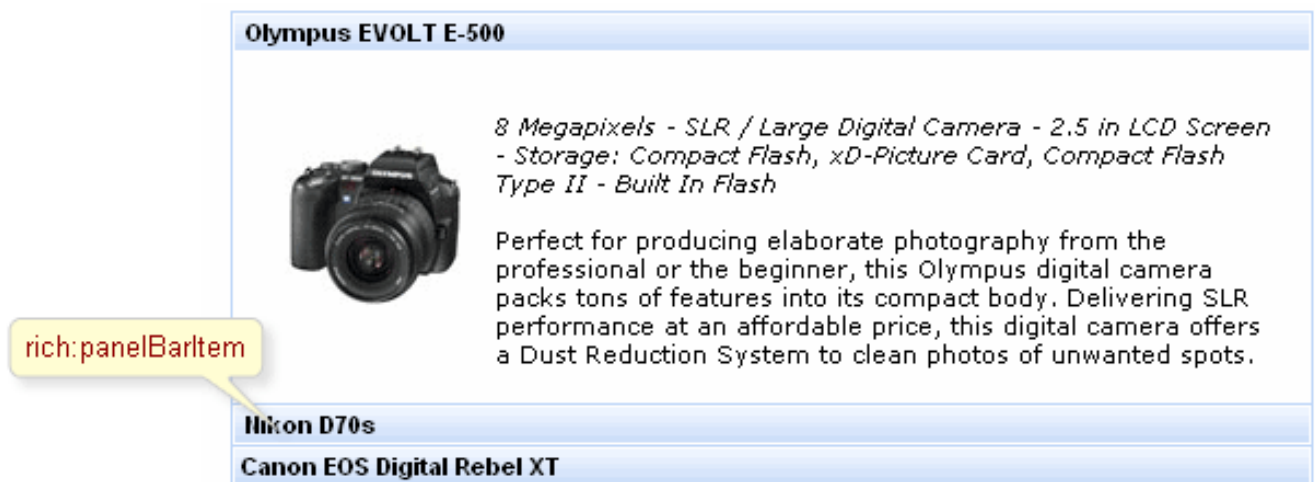 Olympus EVOLT E-500
8 Megapixels - SLR / Large Digital Camera - 2.5 in LCD Screen
- Storage: Compact Flash, xD-Picture Card, Compact Flash
Type II - Built In Flash
Perfect for producing elaborate photography from the
professional or the beginner, this Olympus digital camera
packs tons of features into its compact body. Delivering SLR
performance at an affordable price, this digital camera offers
a Dust Reduction System to clean photos of unwanted spots.
rich:panelBarItem
Nikon D70s
Canon EOS Digital Rebel XT